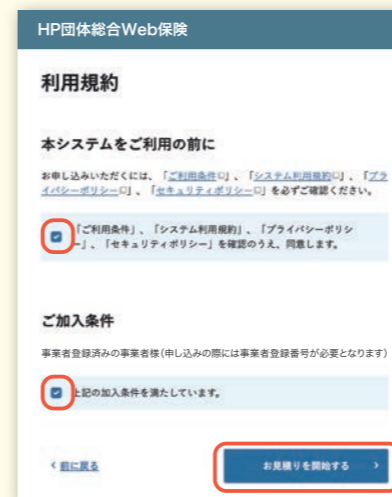 HP団体総合Web保険
利用規約
本システムをご利用の前に
お申し込みいただくには、「ご利用条件」、「システム利用規約」、「プラ
イバシーポリシー」、「セキュリティポリシー」を必ずご確認ください。
「ご利用条件」、「システム利用規約」、「プライバシーポリシ
ー」、「セキュリティポリシー」を確認のうえ、同意します。
ご加入条件
事業者登録済みの事業者様(申し込みの際には事業者登録番号が必要となります)
上記の加入条件を満たしています。
< 前に戻る
お見積りを開始する >